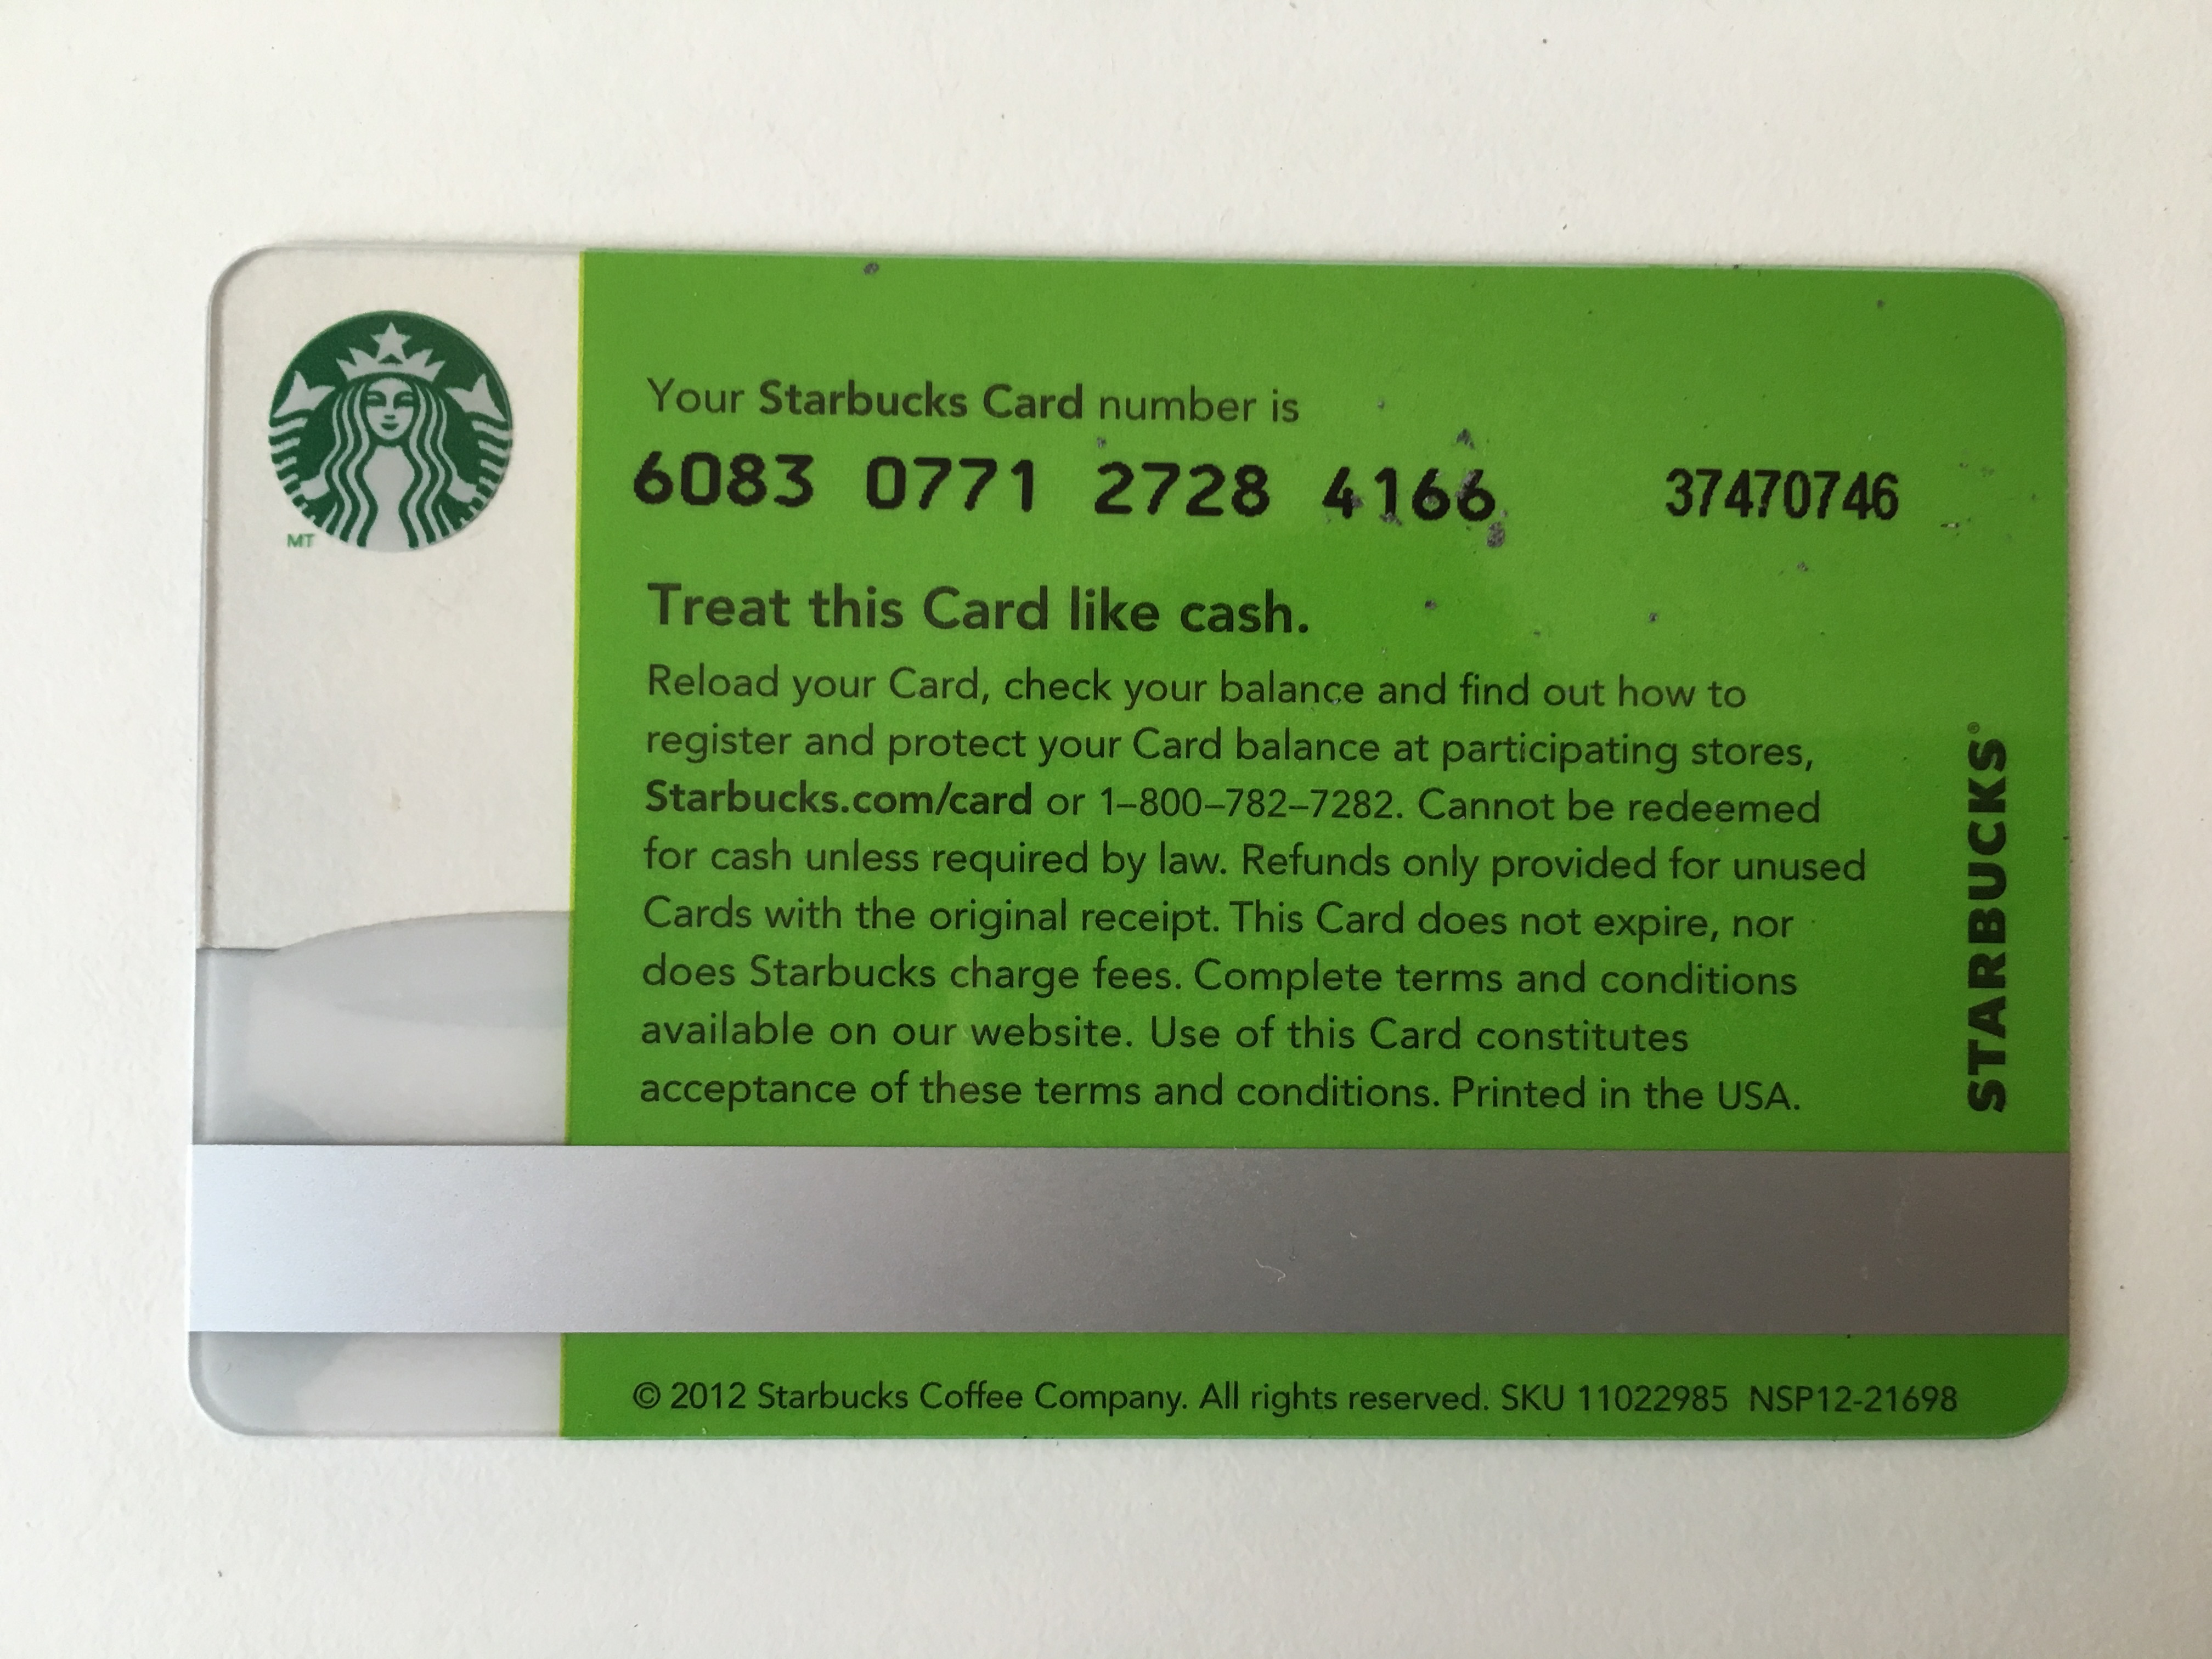 MT
Your Starbucks Card number is
6083 0771 2728 4166 37470746
Treat this Card like cash.
Reload your Card, check your balance and find out how to
register and protect your Card balance at participating stores,
Starbucks.com/card or 1–800–782–7282. Cannot be redeemed
for cash unless required by law. Refunds only provided for unused
Cards with the original receipt. This Card does not expire, nor
does Starbucks charge fees. Complete terms and conditions
available on our website. Use of this Card constitutes
acceptance of these terms and conditions. Printed in the USA.
STARBUCKS®
© 2012 Starbucks Coffee Company. All rights reserved. SKU 11022985 NSP12-21698